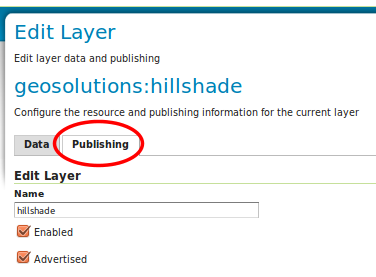 Edit Layer
Edit layer data and publishing
geosolutions:hillshade
Configure the resource and publishing information for the current layer
Data Publishing
Edit Layer
Name
hillshade
Enabled
Advertised